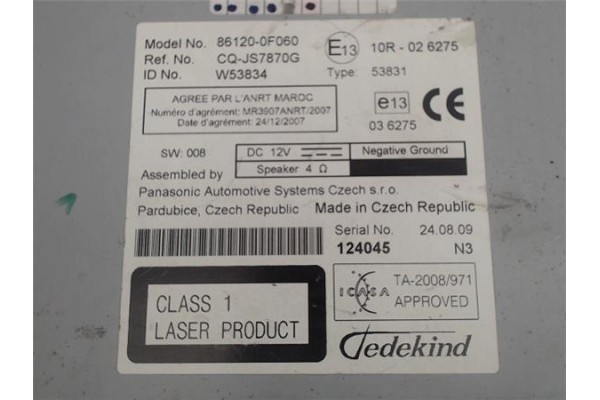 Model No. 86120-0F060
Ref. No. CQ-JS7870G
ID No. W53834
E13 10R - 02 6275
Type: 53831
AGREE PAR L'ANRT MAROC
Numéro d'agrément: MR3907ANRT/2007
Date d'agrément: 24/12/2007
e13 CE
03 6275
SW: 008
DC 12V Negative Ground
Speaker 4 Ω
Assembled by
Panasonic Automotive Systems Czech s.r.o.
Pardubice, Czech Republic Made in Czech Republic
Serial No. 24.08.09
124045 N3
CLASS 1
LASER PRODUCT
ICASA
TA-2008/971
APPROVED
Tedekind